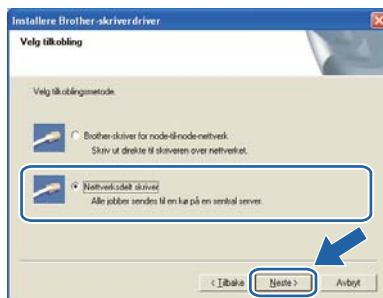 Installere Brother-skriverdriver
Velg tilkobling
Velg tilkoblingsmetode.
Brother-skriver for node-til-node-nettverk
Skriv ut direkte til skriveren over nettverket.
Nettverksdelt skriver
Alle jobber sendes til en kø på en sentral server.
< Tilbake Neste > Avbryt